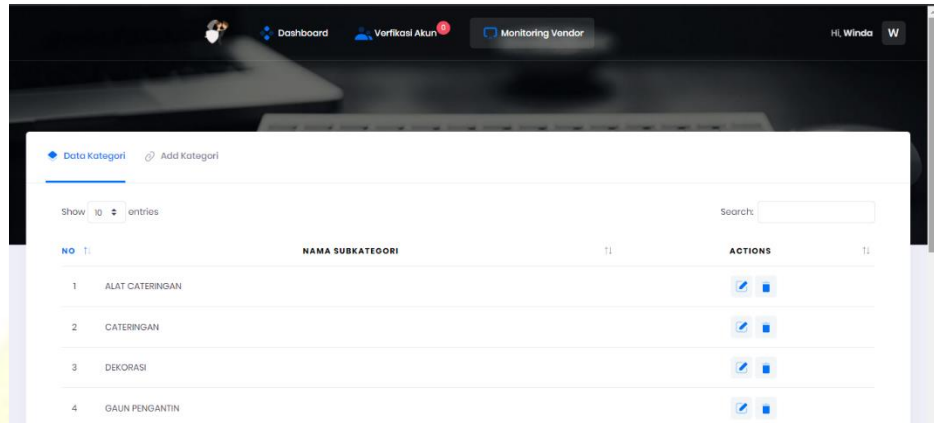 Dashboard Verfikasi Akun 0 Monitoring Vendor Hi, Winda W
Data Kategori Add Kategori
Show 10 entries Search:
NO NAMA SUBKATEGORI ACTIONS
1 ALAT CATERINGAN
2 CATERINGAN
3 DEKORASI
4 GAUN PENGANTIN